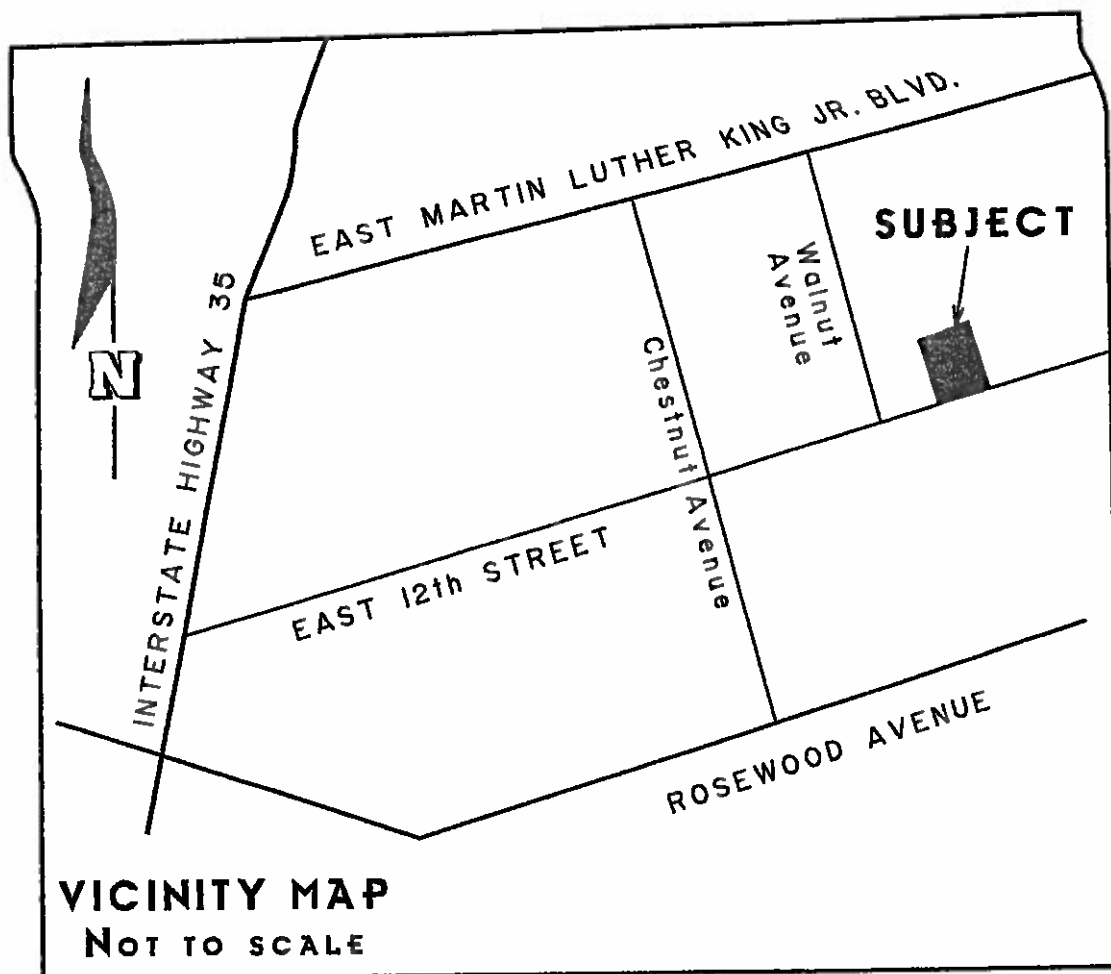 EAST MARTIN LUTHER KING JR. BLVD.
SUBJECT
Walnut
Avenue
INTERSTATE HIGHWAY 35
N
Chestnut Avenue
EAST 12th STREET
ROSEWOOD AVENUE
VICINITY MAP
NOT TO SCALE